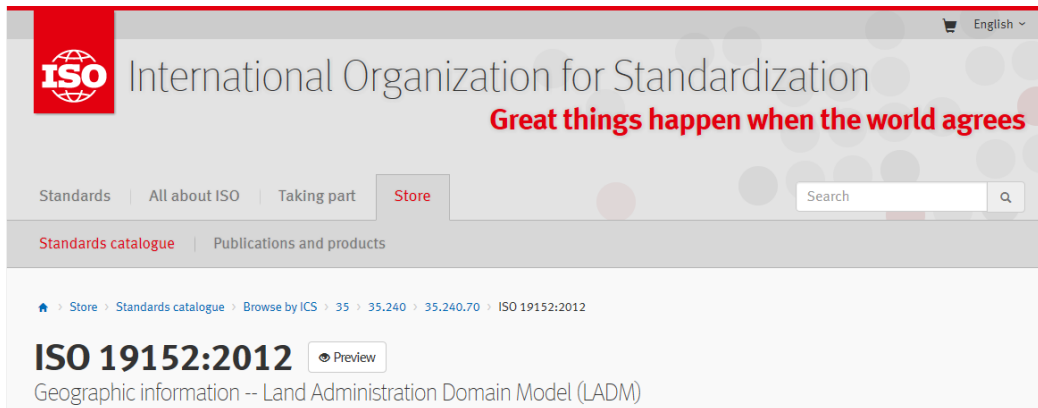 English
ISO
International Organization for Standardization
Great things happen when the world agrees
Standards All about ISO Taking part Store
Search
Standards catalogue Publications and products
Store > Standards catalogue > Browse by ICS > 35 > 35.240 > 35.240.70 > ISO 19152:2012
ISO 19152:2012 Preview
Geographic information -- Land Administration Domain Model (LADM)